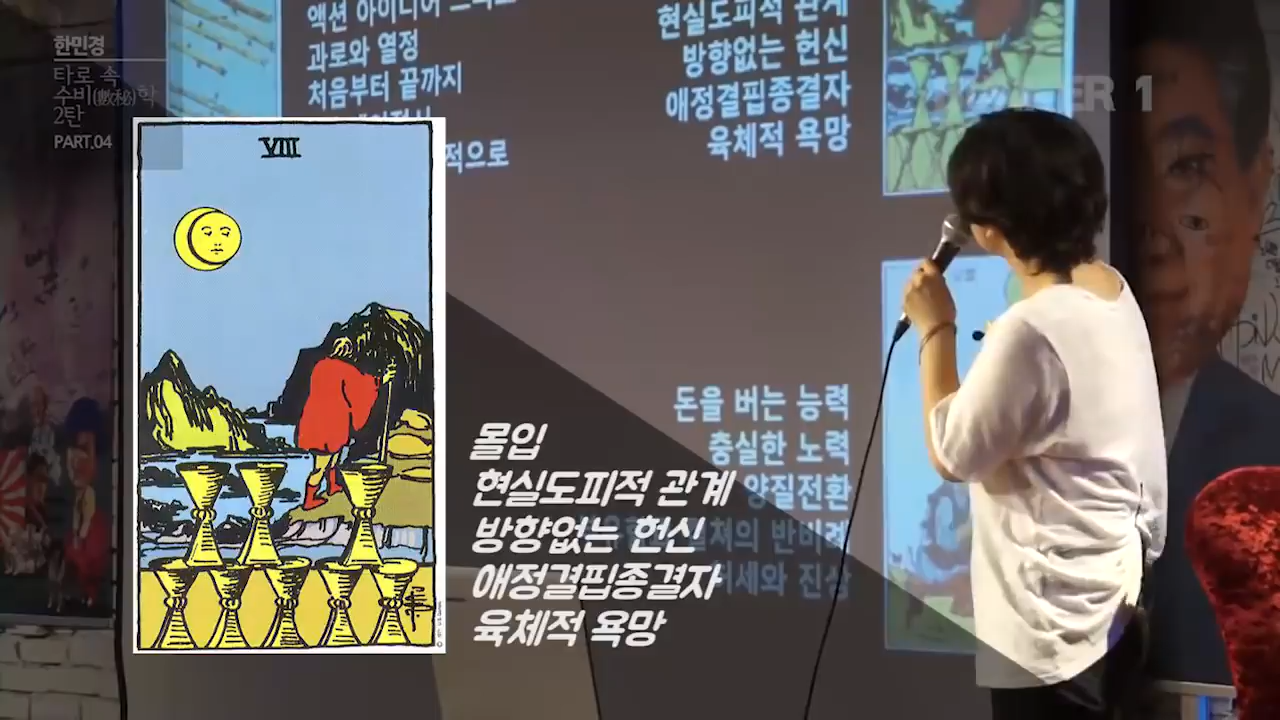 한민경
타로 속
수비(數秘)학
2탄
PART.04
액션 아이디어
과로와 열정
처음부터 끝까지
적으로
현실도피적 관계
방향없는 헌신
애정결핍종결자
육체적 욕망
1
VIII
돈을 버는 능력
충실한 노력
양질전환
반비례
진상
몰입
현실도피적 관계
방향없는 헌신
애정결핍종결자
육체적 욕망